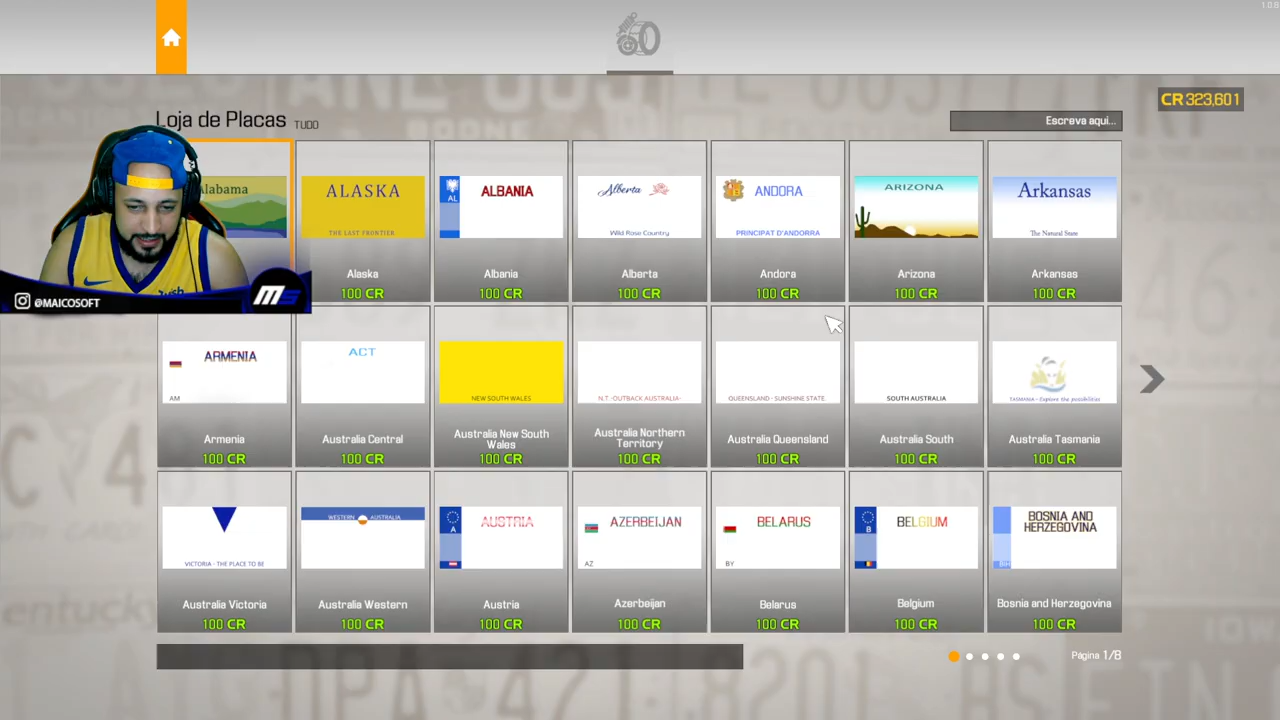 1.0.8
CR 323,601
Loja de Placas TUDO
Escreva aqui...
Alabama
ALASKA
THE LAST FRONTIER
Alaska
100 CR
AL
ALBANIA
Albania
100 CR
Alberta
Wild Rose Country
Alberta
100 CR
ANDORA
PRINCIPAT D'ANDORRA
Andora
100 CR
ARIZONA
Arizona
100 CR
Arkansas
The Natural State
Arkansas
100 CR
@MAICOSOFT
MS
ARMENIA
AM
Armenia
100 CR
ACT
Australia Central
100 CR
NEW SOUTH WALES
Australia New South
Wales
100 CR
N.T. -OUTBACK AUSTRALIA-
Australia Northern
Territory
100 CR
QUEENSLAND - SUNSHINE STATE
Australia Queensland
100 CR
SOUTH AUSTRALIA
Australia South
100 CR
TASMANIA - Explore the possibilities
Australia Tasmania
100 CR
VICTORIA - THE PLACE TO BE
Australia Victoria
100 CR
WESTERN AUSTRALIA
Australia Western
100 CR
A
AUSTRIA
Austria
100 CR
AZERBEIJAN
AZ
Azerbeijan
100 CR
BELARUS
BY
Belarus
100 CR
B
BELGIUM
Belgium
100 CR
BOSNIA AND
HERZEGOVINA
BIH
Bosnia and Herzegovina
100 CR
Página 1/8